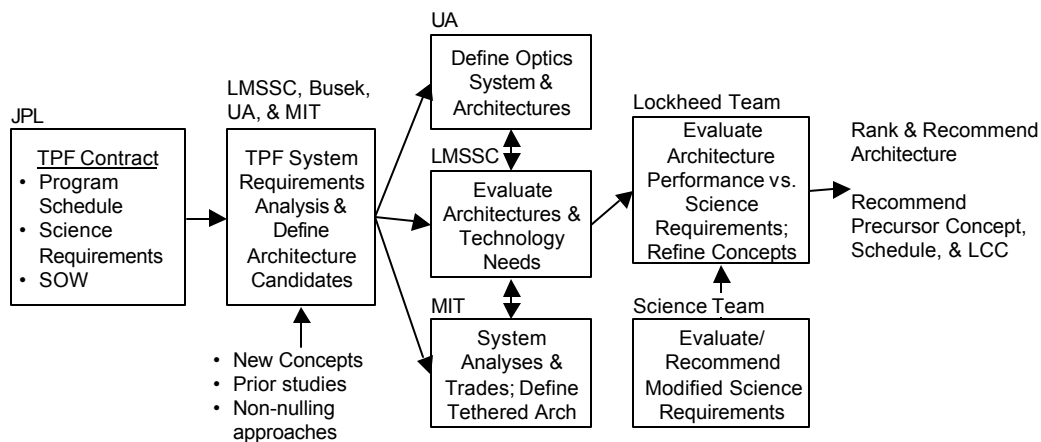 JPL
TPF Contract
• Program
Schedule
• Science
Requirements
• SOW
LMSSC, Busek,
UA, & MIT
TPF System
Requirements
Analysis &
Define
Architecture
Candidates
• New Concepts
• Prior studies
• Non-nulling
approaches
UA
Define Optics
System &
Architectures
LMSSC
Evaluate
Architectures &
Technology
Needs
MIT
System
Analyses &
Trades; Define
Tethered Arch
Lockheed Team
Evaluate
Architecture
Performance vs.
Science
Requirements;
Refine Concepts
Science Team
Evaluate/
Recommend
Modified Science
Requirements
Rank & Recommend
Architecture
Recommend
Precursor Concept,
Schedule, & LCC